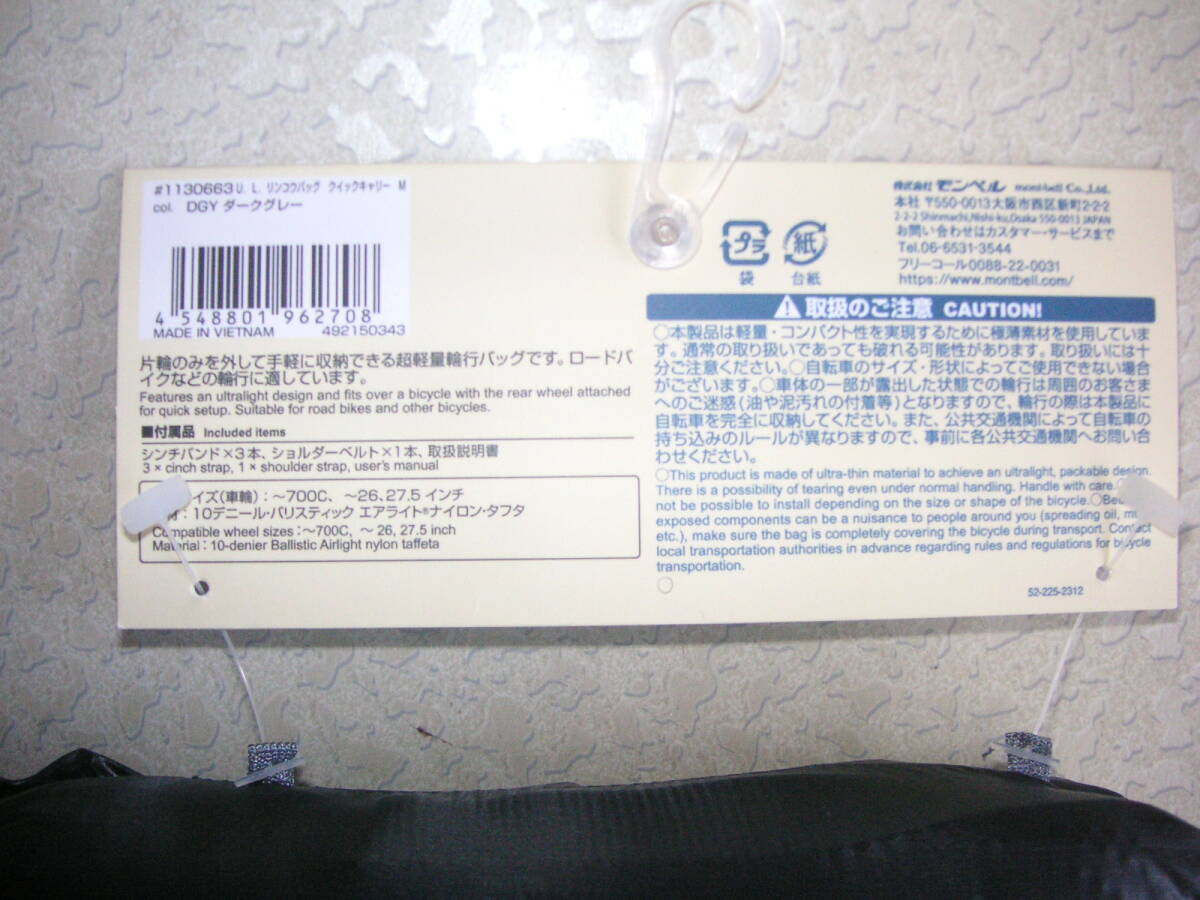 #1130663 U. L. リンコウバッグ クイックキャリー M
col. DGY ダークグレー
4 548801 962708
MADE IN VIETNAM 492150343
片輪のみを外して手軽に収納できる超軽量輪行バッグです。ロードバ
イクなどの輪行に適しています。
Features an ultralight design and fits over a bicycle with the rear wheel attached
for quick setup. Suitable for road bikes and other bicycles.
■付属品 Included items
シンチバンド×3本、ショルダーベルト×1本、取扱説明書
3 × cinch strap, 1 × shoulder strap, user's manual
イズ(車輪):～700C、～26、27.5 インチ
:10デニール・バリスティック エアライト®ナイロン・タフタ
Compatible wheel sizes:～700C, ～ 26, 27.5 inch
Material:10-denier Ballistic Airlight nylon taffeta
プラ
袋
紙
台紙
株式会社 モンベル mont-bell Co.,Ltd.
本社 〒550-0013大阪市西区新町2-2-2
2-2-2 Shinmachi,Nishi-ku,Osaka 550-0013 JAPAN
お問い合わせはカスタマー・サービスまで
Tel.06-6531-3544
フリーコール0088-22-0031
https://www.montbell.com/
取扱のご注意 CAUTION!
○本製品は軽量・コンパクト性を実現するために極薄素材を使用していま
す。通常の取り扱いであっても破れる可能性があります。取り扱いには十
分ご注意ください。○自転車のサイズ・形状によってご使用できない場合
がございます。○車体の一部が露出した状態での輪行は周囲のお客さま
へのご迷惑(油や泥汚れの付着等)となりますので、輪行の際は本製品に
自転車を完全に収納してください。また、公共交通機関によって自転車の
持ち込みのルールが異なりますので、事前に各公共交通機関へお問い合
わせください。
○This product is made of ultra-thin material to achieve an ultralight, packable design.
There is a possibility of tearing even under normal handling. Handle with care.
not be possible to install depending on the size or shape of the bicycle.○
exposed components can be a nuisance to people around you (spreading oil,
etc.), make sure the bag is completely covering the bicycle during transport. Contact
local transportation authorities in advance regarding rules and regulations for bicycle
transportation.
52-225-2312